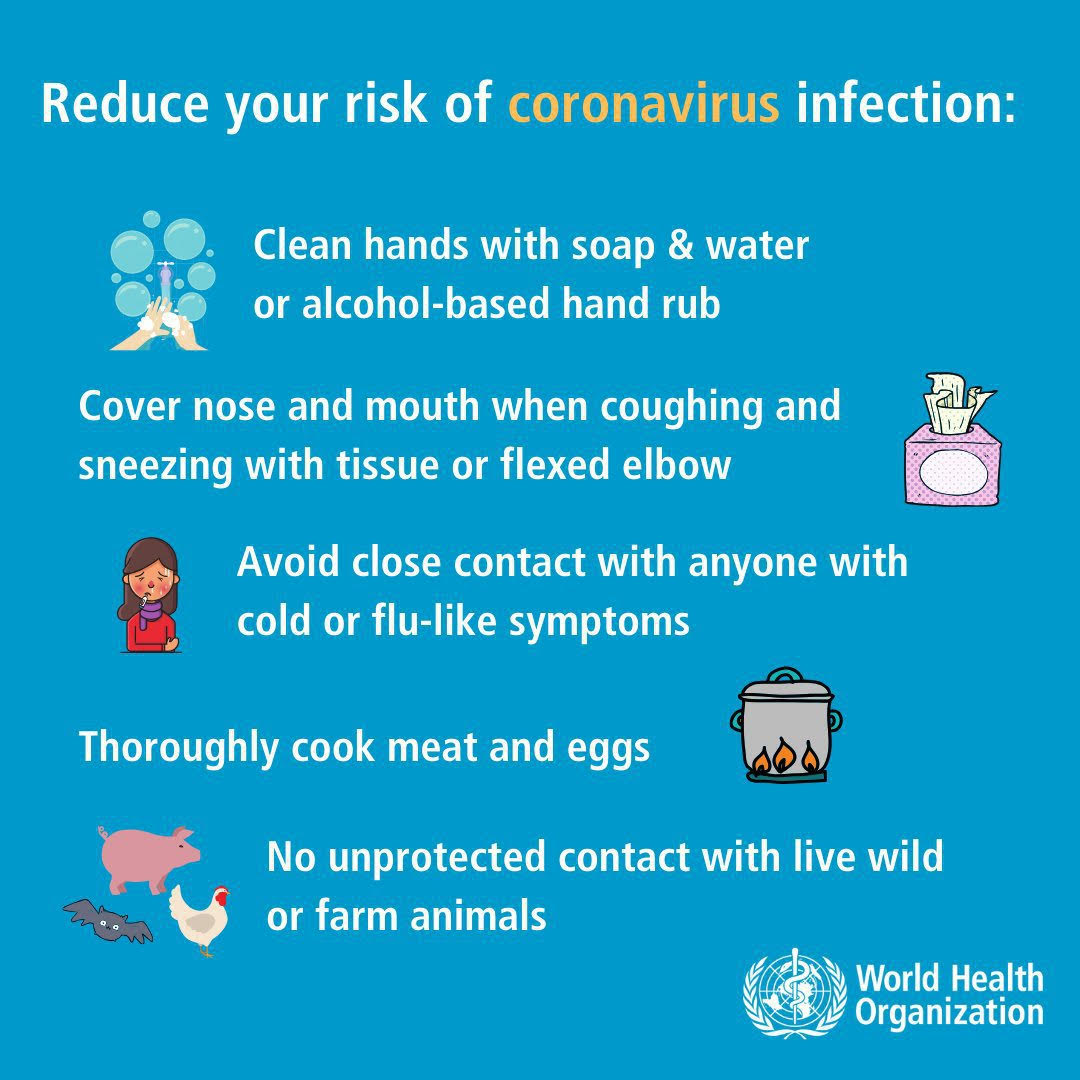 Reduce your risk of coronavirus infection:
Clean hands with soap & water
or alcohol-based hand rub
Cover nose and mouth when coughing and
sneezing with tissue or flexed elbow
Avoid close contact with anyone with
cold or flu-like symptoms
Thoroughly cook meat and eggs
No unprotected contact with live wild
or farm animals
World Health
Organization